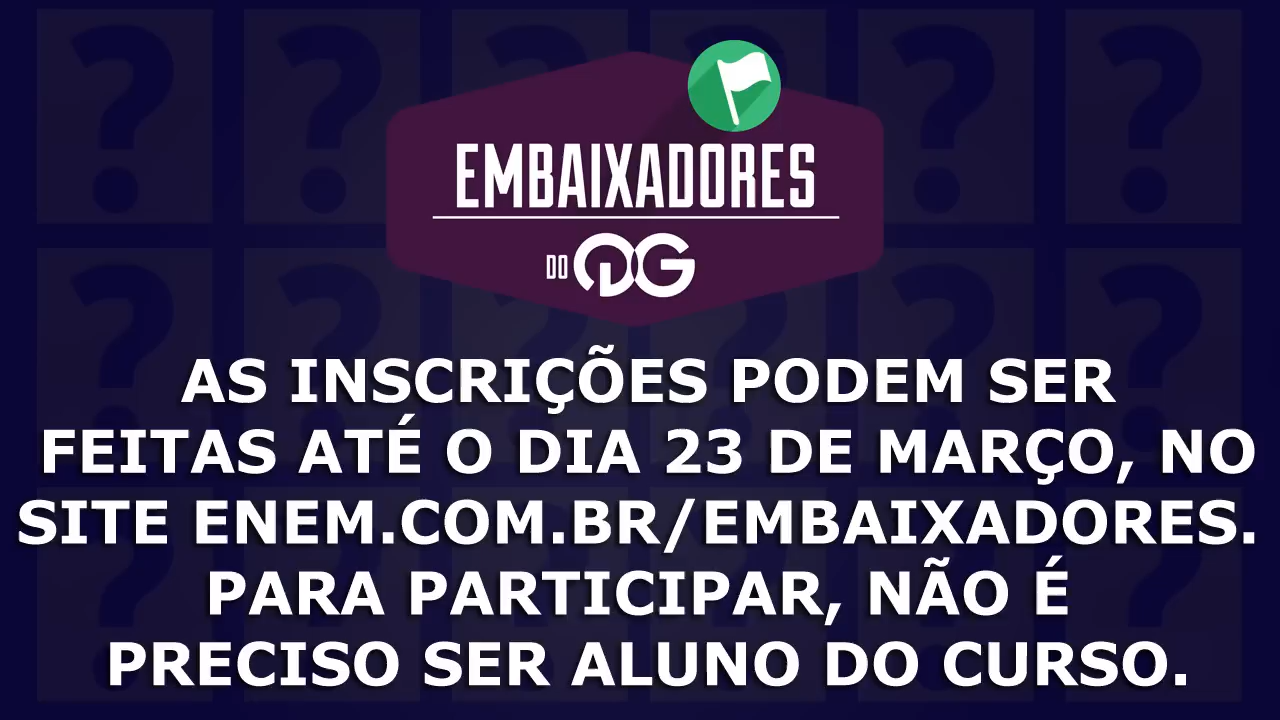 EMBAIXADORES
DO QG
AS INSCRIÇÕES PODEM SER
FEITAS ATÉ O DIA 23 DE MARÇO, NO
SITE ENEM.COM.BR/EMBAIXADORES.
PARA PARTICIPAR, NÃO É
PRECISO SER ALUNO DO CURSO.